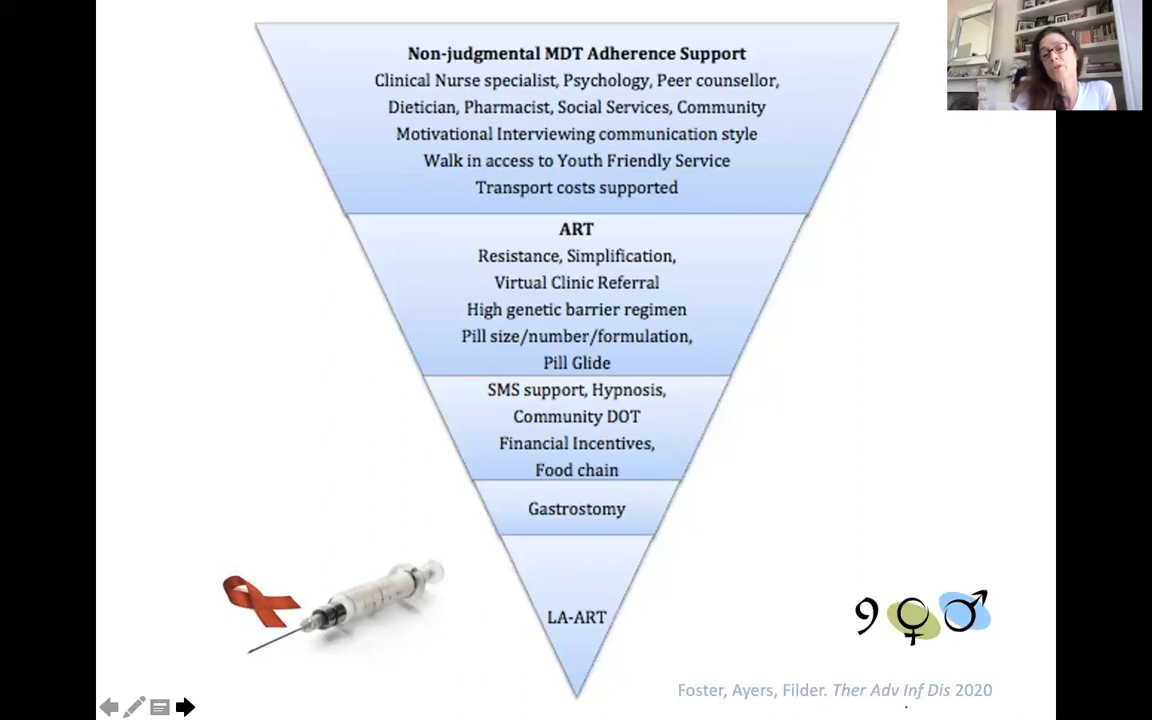 Non-judgmental MDT Adherence Support
Clinical Nurse specialist, Psychology, Peer counsellor,
Dietician, Pharmacist, Social Services, Community
Motivational Interviewing communication style
Walk in access to Youth Friendly Service
Transport costs supported
ART
Resistance, Simplification,
Virtual Clinic Referral
High genetic barrier regimen
Pill size/number/formulation,
Pill Glide
SMS support, Hypnosis,
Community DOT
Financial Incentives,
Food chain
Gastrostomy
LA-ART
9
Foster, Ayers, Filder. Ther Adv Inf Dis 2020